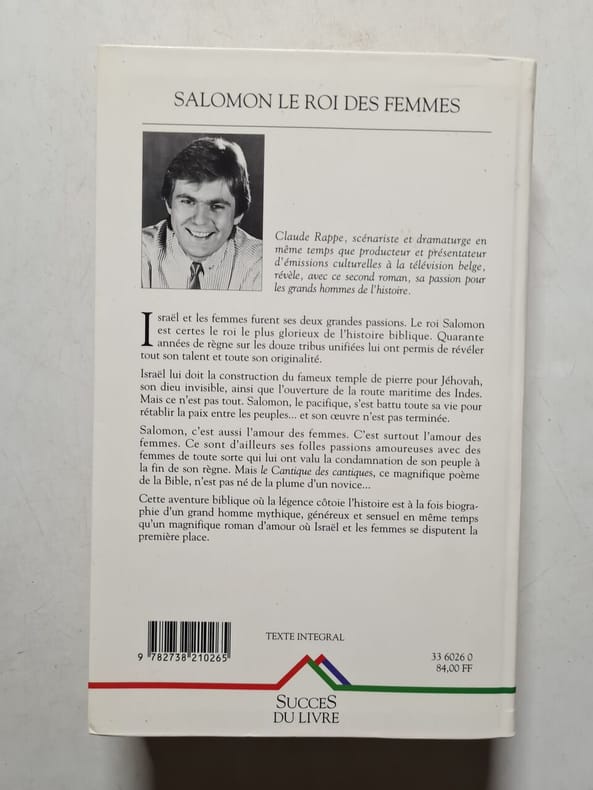 SALOMON LE ROI DES FEMMES
Claude Rappe, scénariste et dramaturge en
même temps que producteur et présentateur
d'émissions culturelles à la télévision belge,
révèle, avec ce second roman, sa passion pour
les grands hommes de l'histoire.
Israël et les femmes furent ses deux grandes passions. Le roi Salomon
est certes le roi le plus glorieux de l'histoire biblique. Quarante
années de règne sur les douze tribus unifiées lui ont permis de révéler
tout son talent et toute son originalité.
Israël lui doit la construction du fameux temple de pierre pour Jéhovah,
son dieu invisible, ainsi que l'ouverture de la route maritime des Indes.
Mais ce n'est pas tout. Salomon, le pacifique, s'est battu toute sa vie pour
rétablir la paix entre les peuples... et son œuvre n'est pas terminée.
Salomon, c'est aussi l'amour des femmes. C'est surtout l'amour des
femmes. Ce sont d'ailleurs ses folles passions amoureuses avec des
femmes de toute sorte qui lui ont valu la condamnation de son peuple à
la fin de son règne. Mais le Cantique des cantiques, ce magnifique poème
de la Bible, n'est pas né de la plume d'un novice...
Cette aventure biblique où la légence côtoie l'histoire est à la fois biogra-
phie d'un grand homme mythique, généreux et sensuel en même temps
qu'un magnifique roman d'amour où Israël et les femmes se disputent la
première place.
TEXTE INTEGRAL
9 782738 210265
33 6026 0
84,00 FF
SUCCES
DU LIVRE